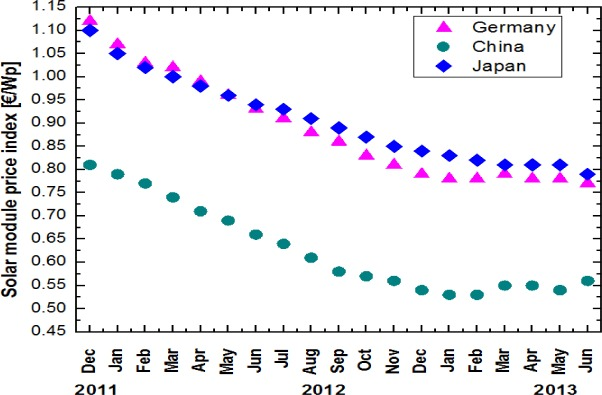 Solar module price index [€/Wp]
1.15
1.10
1.05
1.00
0.95
0.90
0.85
0.80
0.75
0.70
0.65
0.60
0.55
0.50
0.45
Germany
China
Japan
Dec Jan Feb Mar Apr May Jun Jul Aug Sep Oct Nov Dec Jan Feb Mar Apr May Jun
2011 2012 2013